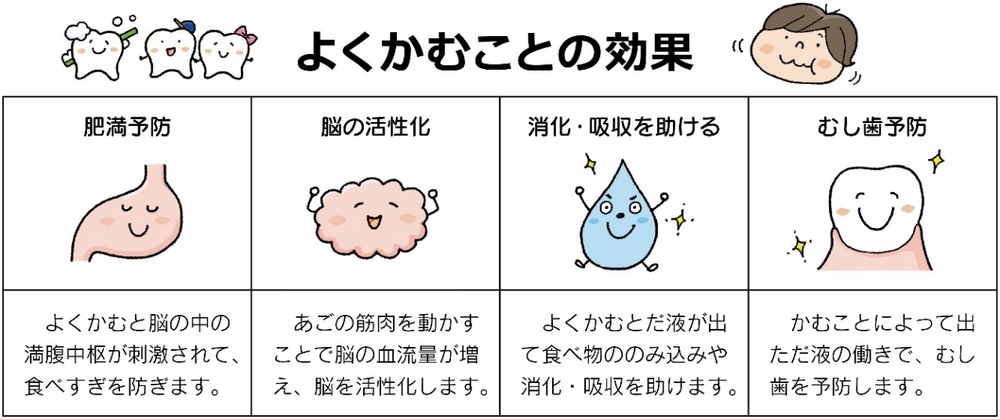 よくかむことの効果
肥満予防
よくかむと脳の中の
満腹中枢が刺激されて、
食べすぎを防ぎます。
脳の活性化
あごの筋肉を動かす
ことで脳の血流量が増
え、脳を活性化します。
消化・吸収を助ける
よくかむとだ液が出
て食べ物ののみ込みや
消化・吸収を助けます。
むし歯予防
かむことによって出
ただ液の働きで、むし
歯を予防します。